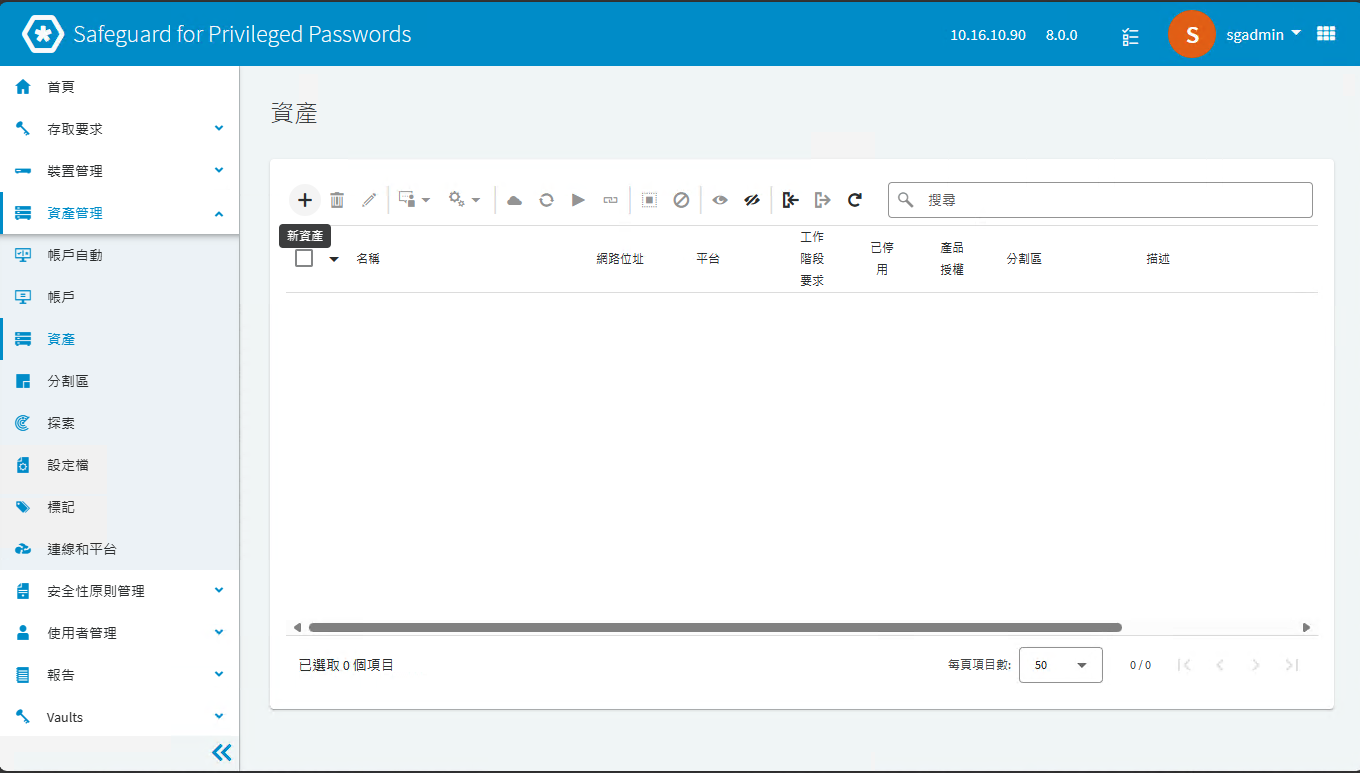 Safeguard for Privileged Passwords
10.16.10.90 8.0.0 S sgadmin
首頁
存取要求
裝置管理
資產管理
帳戶自動
帳戶
資產
分割區
探索
設定檔
標記
連線和平台
安全性原則管理
使用者管理
報告
Vaults
資產
搜尋
新資產
名稱 網路位址 平台 工作階段要求 已停用 產品授權 分割區 描述
已選取 0 個項目 每頁項目數: 50 0 / 0